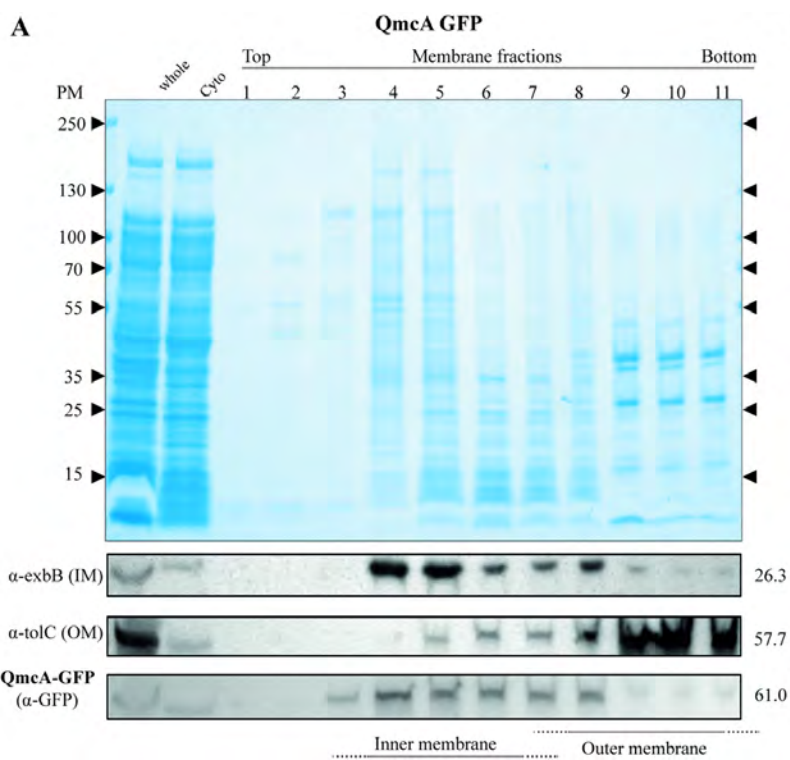 A
QmcA GFP
Top Membrane fractions Bottom
PM whole Cyto 1 2 3 4 5 6 7 8 9 10 11
250
130
100
70
55
35
25
15
α-exbB (IM) 26.3
α-tolC (OM) 57.7
QmcA-GFP
(α-GFP) 61.0
Inner membrane Outer membrane